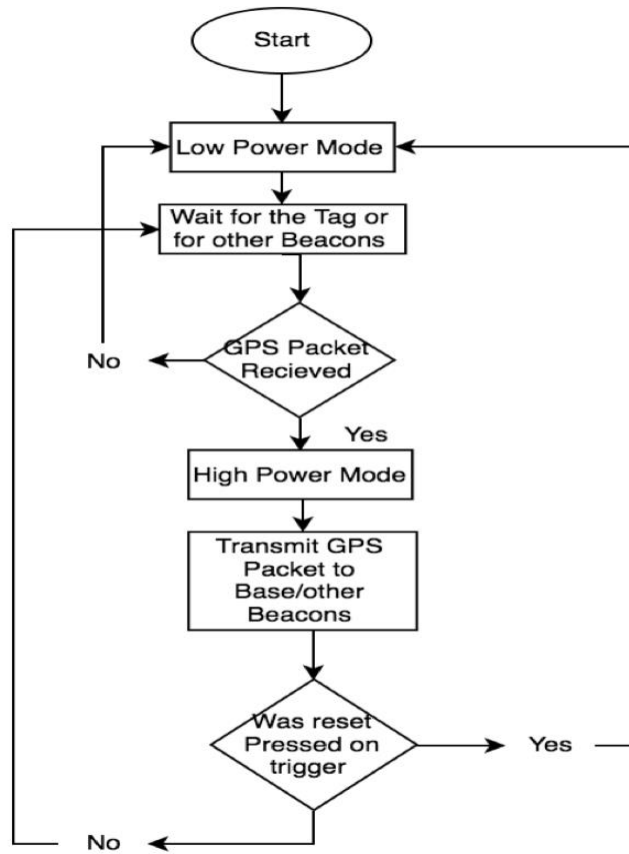 Start
Low Power Mode
Wait for the Tag or
for other Beacons
GPS Packet
Recieved
No
Yes
High Power Mode
Transmit GPS
Packet to
Base/other
Beacons
Was reset
Pressed on
trigger
Yes
No